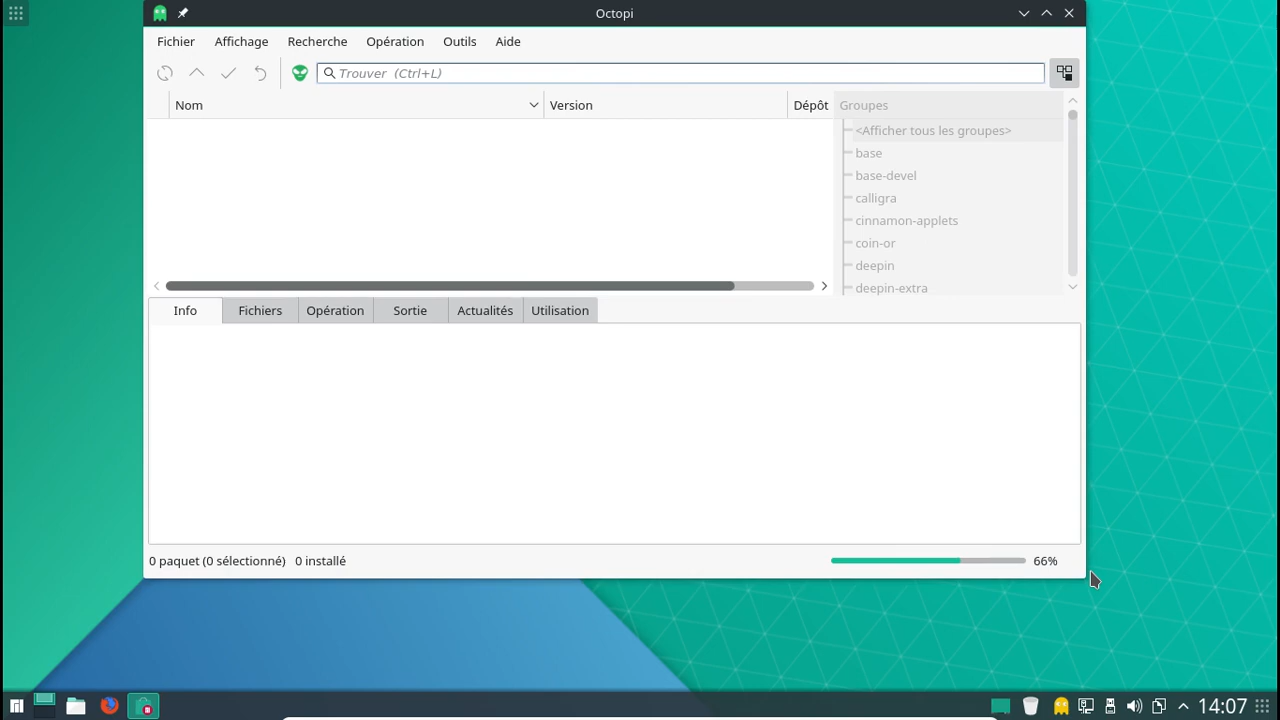 Octopi
Fichier Affichage Recherche Opération Outils Aide
Trouver (Ctrl+L)
Nom Version Dépôt Groupes
<Afficher tous les groupes>
base
base-devel
calligra
cinnamon-applets
coin-or
deepin
deepin-extra
Info Fichiers Opération Sortie Actualités Utilisation
0 paquet (0 sélectionné) 0 installé 66%
14:07